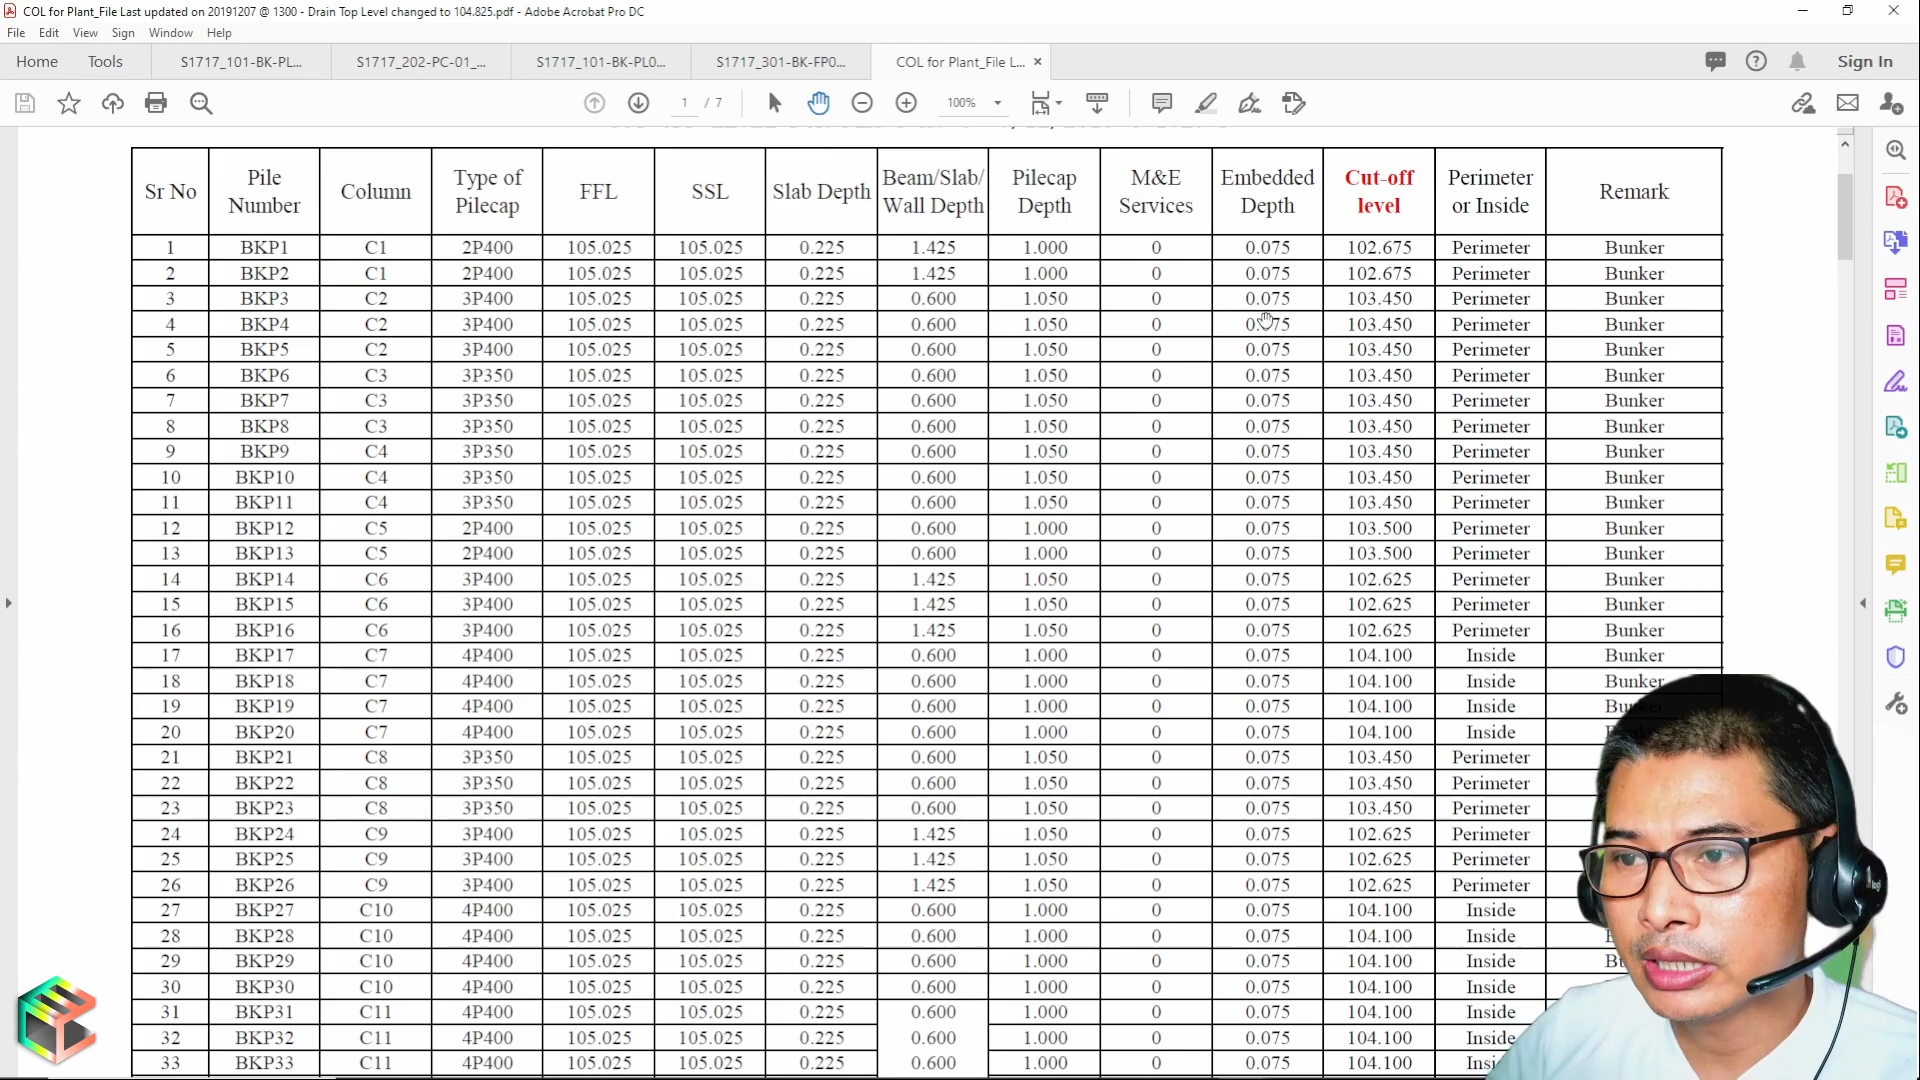 COL for Plant_File Last updated on 20191207 @ 1300 - Drain Top Level changed to 104.825.pdf - Adobe Acrobat Pro DC
File Edit View Sign Window Help
Home Tools S1717_101-BK-PL... S1717_202-PC-01_... S1717_101-BK-PL0... S1717_301-BK-FP0... COL for Plant_File L... × Sign In
1 / 7 100%
Sr No Pile Number Column Type of Pilecap FFL SSL Slab Depth Beam/Slab/ Wall Depth Pilecap Depth M&E Services Embedded Depth Cut-off level Perimeter or Inside Remark
1 BKP1 C1 2P400 105.025 105.025 0.225 1.425 1.000 0 0.075 102.675 Perimeter Bunker
2 BKP2 C1 2P400 105.025 105.025 0.225 1.425 1.000 0 0.075 102.675 Perimeter Bunker
3 BKP3 C2 3P400 105.025 105.025 0.225 0.600 1.050 0 0.075 103.450 Perimeter Bunker
4 BKP4 C2 3P400 105.025 105.025 0.225 0.600 1.050 0 0.075 103.450 Perimeter Bunker
5 BKP5 C2 3P400 105.025 105.025 0.225 0.600 1.050 0 0.075 103.450 Perimeter Bunker
6 BKP6 C3 3P350 105.025 105.025 0.225 0.600 1.050 0 0.075 103.450 Perimeter Bunker
7 BKP7 C3 3P350 105.025 105.025 0.225 0.600 1.050 0 0.075 103.450 Perimeter Bunker
8 BKP8 C3 3P350 105.025 105.025 0.225 0.600 1.050 0 0.075 103.450 Perimeter Bunker
9 BKP9 C4 3P350 105.025 105.025 0.225 0.600 1.050 0 0.075 103.450 Perimeter Bunker
10 BKP10 C4 3P350 105.025 105.025 0.225 0.600 1.050 0 0.075 103.450 Perimeter Bunker
11 BKP11 C4 3P350 105.025 105.025 0.225 0.600 1.050 0 0.075 103.450 Perimeter Bunker
12 BKP12 C5 2P400 105.025 105.025 0.225 0.600 1.000 0 0.075 103.500 Perimeter Bunker
13 BKP13 C5 2P400 105.025 105.025 0.225 0.600 1.000 0 0.075 103.500 Perimeter Bunker
14 BKP14 C6 3P400 105.025 105.025 0.225 1.425 1.050 0 0.075 102.625 Perimeter Bunker
15 BKP15 C6 3P400 105.025 105.025 0.225 1.425 1.050 0 0.075 102.625 Perimeter Bunker
16 BKP16 C6 3P400 105.025 105.025 0.225 1.425 1.050 0 0.075 102.625 Perimeter Bunker
17 BKP17 C7 4P400 105.025 105.025 0.225 0.600 1.000 0 0.075 104.100 Inside Bunker
18 BKP18 C7 4P400 105.025 105.025 0.225 0.600 1.000 0 0.075 104.100 Inside Bunker
19 BKP19 C7 4P400 105.025 105.025 0.225 0.600 1.000 0 0.075 104.100 Inside
20 BKP20 C7 4P400 105.025 105.025 0.225 0.600 1.000 0 0.075 104.100 Inside
21 BKP21 C8 3P350 105.025 105.025 0.225 0.600 1.050 0 0.075 103.450 Perimeter
22 BKP22 C8 3P350 105.025 105.025 0.225 0.600 1.050 0 0.075 103.450 Perimeter
23 BKP23 C8 3P350 105.025 105.025 0.225 0.600 1.050 0 0.075 103.450 Perimeter
24 BKP24 C9 3P400 105.025 105.025 0.225 1.425 1.050 0 0.075 102.625 Perimeter
25 BKP25 C9 3P400 105.025 105.025 0.225 1.425 1.050 0 0.075 102.625 Perimeter
26 BKP26 C9 3P400 105.025 105.025 0.225 1.425 1.050 0 0.075 102.625 Perimeter
27 BKP27 C10 4P400 105.025 105.025 0.225 0.600 1.000 0 0.075 104.100 Inside
28 BKP28 C10 4P400 105.025 105.025 0.225 0.600 1.000 0 0.075 104.100 Inside
29 BKP29 C10 4P400 105.025 105.025 0.225 0.600 1.000 0 0.075 104.100 Inside
30 BKP30 C10 4P400 105.025 105.025 0.225 0.600 1.000 0 0.075 104.100 Inside
31 BKP31 C11 4P400 105.025 105.025 0.225 0.600 1.000 0 0.075 104.100 Inside
32 BKP32 C11 4P400 105.025 105.025 0.225 0.600 1.000 0 0.075 104.100 Inside
33 BKP33 C11 4P400 105.025 105.025 0.225 0.600 1.000 0 0.075 104.100